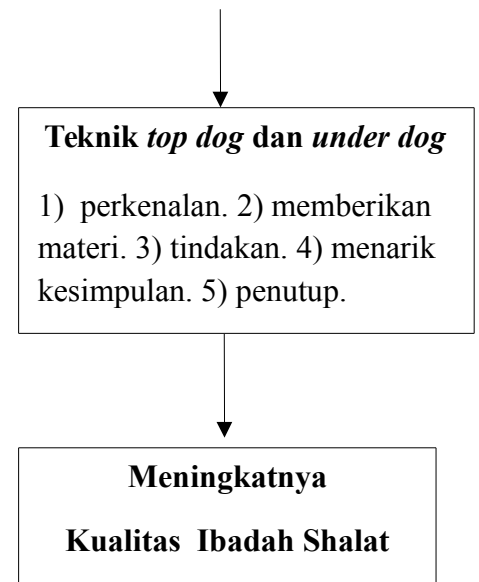 Teknik top dog dan under dog
1) perkenalan. 2) memberikan
materi. 3) tindakan. 4) menarik
kesimpulan. 5) penutup.
Meningkatnya
Kualitas Ibadah Shalat